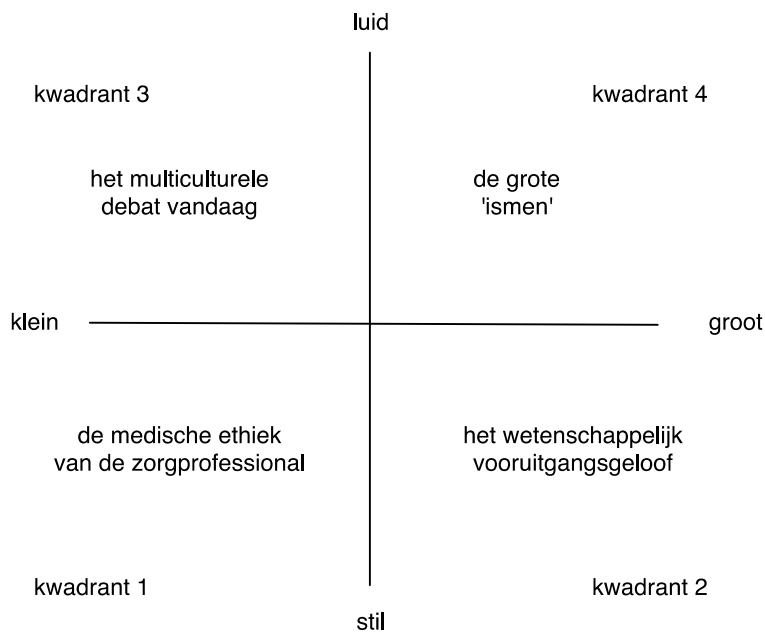 luid
kwadrant 3
kwadrant 4
het multiculturele
debat vandaag
de grote
'ismen'
klein
groot
de medische ethiek
van de zorgprofessional
het wetenschappelijk
vooruitgangsgeloof
kwadrant 1
kwadrant 2
stil